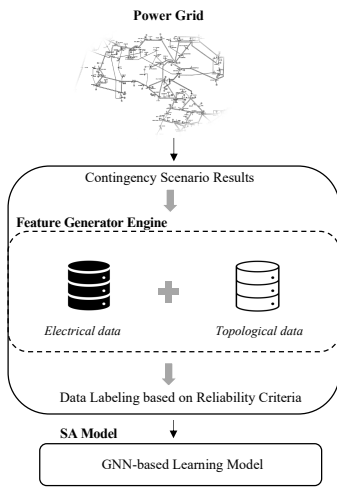 Power Grid
Contingency Scenario Results
Feature Generator Engine
Electrical data
Topological data
Data Labeling based on Reliability Criteria
SA Model
GNN-based Learning Model